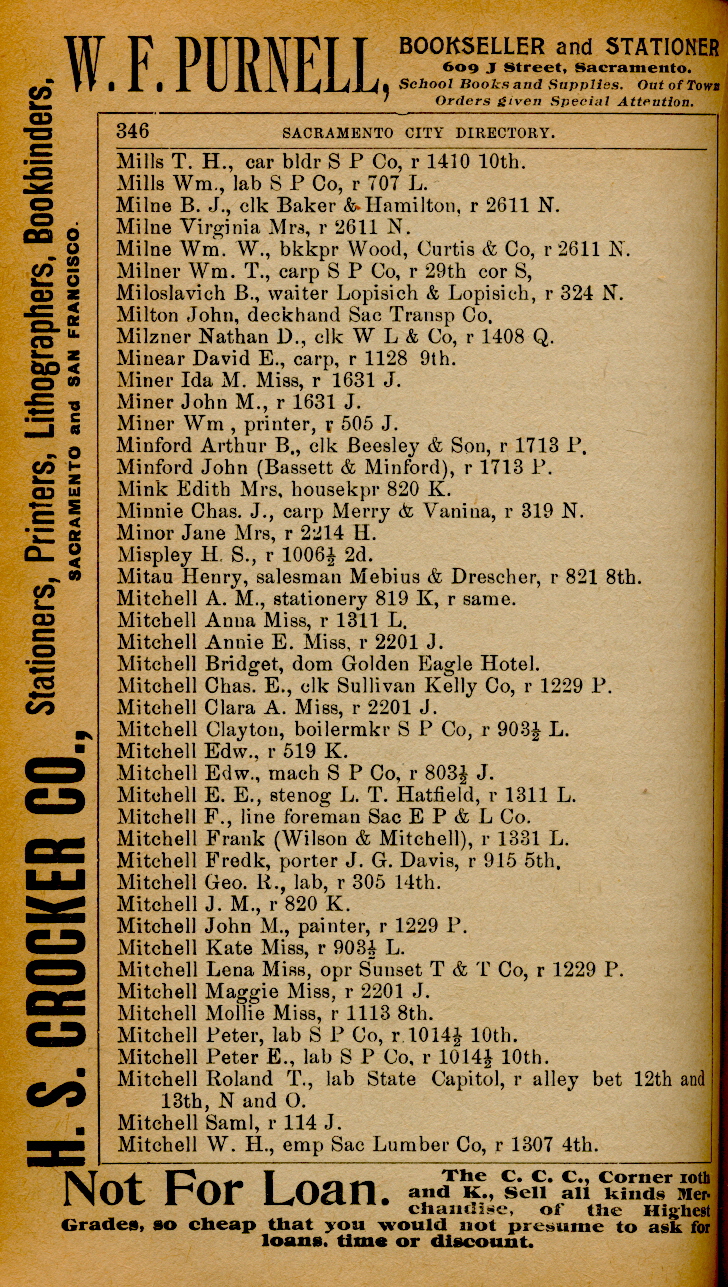 W. F. PURNELL,
BOOKSELLER and STATIONER
609 J Street, Sacramento.
School Books and Supplies. Out of Town
Orders given Special Attention.
H. S. CROCKER CO., Stationers, Printers, Lithographers, Bookbinders,
SACRAMENTO and SAN FRANCISCO.
346 SACRAMENTO CITY DIRECTORY.
Mills T. H., car bldr S P Co, r 1410 10th.
Mills Wm., lab S P Co, r 707 L.
Milne B. J., clk Baker & Hamilton, r 2611 N.
Milne Virginia Mrs, r 2611 N.
Milne Wm. W., bkkpr Wood, Curtis & Co, r 2611 N.
Milner Wm. T., carp S P Co, r 29th cor S,
Miloslavich B., waiter Lopisich & Lopisich, r 324 N.
Milton John, deckhand Sac Transp Co.
Milzner Nathan D., clk W L & Co, r 1408 Q.
Minear David E., carp, r 1128 9th.
Miner Ida M. Miss, r 1631 J.
Miner John M., r 1631 J.
Miner Wm , printer, r 505 J.
Minford Arthur B., clk Beesley & Son, r 1713 P.
Minford John (Bassett & Minford), r 1713 P.
Mink Edith Mrs, housekpr 820 K.
Minnie Chas. J., carp Merry & Vanina, r 319 N.
Minor Jane Mrs, r 2214 H.
Mispley H. S., r 1006½ 2d.
Mitau Henry, salesman Mebius & Drescher, r 821 8th.
Mitchell A. M., stationery 819 K, r same.
Mitchell Anna Miss, r 1311 L.
Mitchell Annie E. Miss, r 2201 J.
Mitchell Bridget, dom Golden Eagle Hotel.
Mitchell Chas. E., clk Sullivan Kelly Co, r 1229 P.
Mitchell Clara A. Miss, r 2201 J.
Mitchell Clayton, boilermkr S P Co, r 903½ L.
Mitchell Edw., r 519 K.
Mitchell Edw., mach S P Co, r 803½ J.
Mitchell E. E., stenog L. T. Hatfield, r 1311 L.
Mitchell F., line foreman Sac E P & L Co.
Mitchell Frank (Wilson & Mitchell), r 1331 L.
Mitchell Fredk, porter J. G. Davis, r 915 5th.
Mitchell Geo. R., lab, r 305 14th.
Mitchell J. M., r 820 K.
Mitchell John M., painter, r 1229 P.
Mitchell Kate Miss, r 903½ L.
Mitchell Lena Miss, opr Sunset T & T Co, r 1229 P.
Mitchell Maggie Miss, r 2201 J.
Mitchell Mollie Miss, r 1113 8th.
Mitchell Peter, lab S P Co, r 1014½ 10th.
Mitchell Peter E., lab S P Co, r 1014½ 10th.
Mitchell Roland T., lab State Capitol, r alley bet 12th and
13th, N and O.
Mitchell Saml, r 114 J.
Mitchell W. H., emp Sac Lumber Co, r 1307 4th.
Not For Loan.
The C. C. C., Corner 10th
and K., Sell all kinds Mer-
chandise, of the Highest
Grades, so cheap that you would not presume to ask for
loans, time or discount.